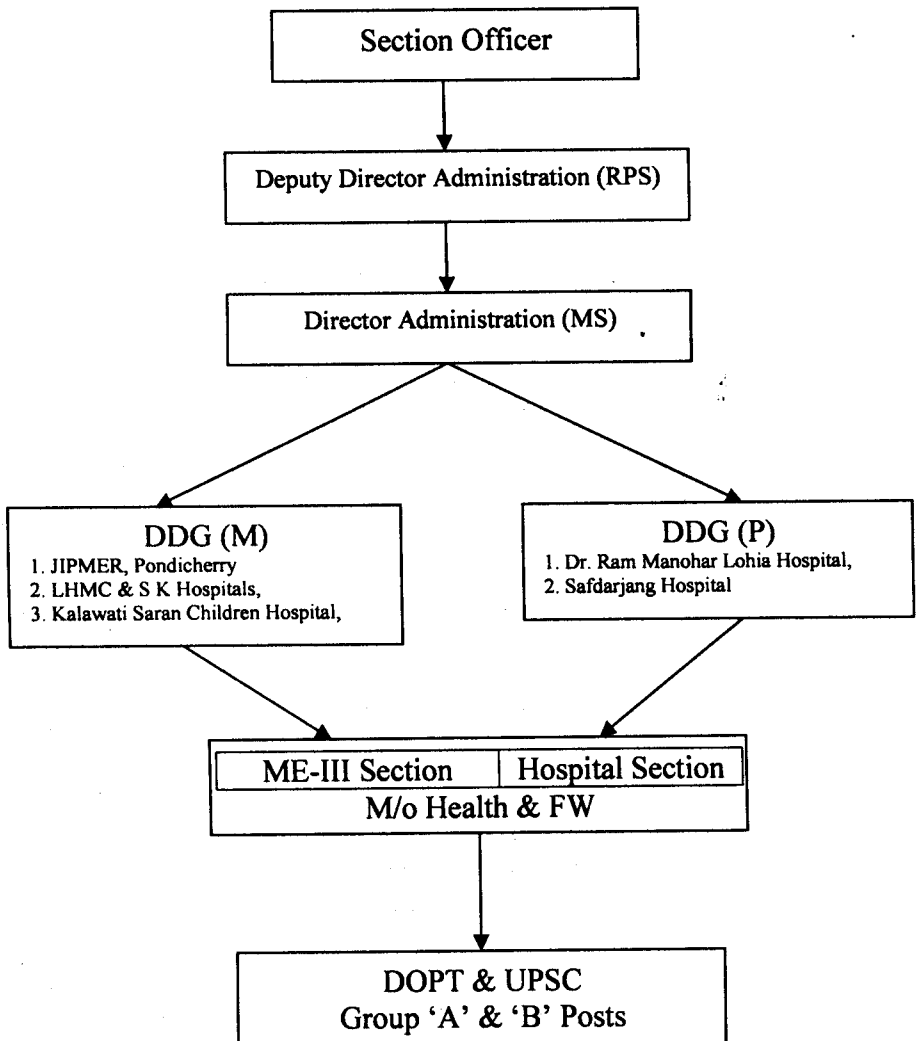 Section Officer
Deputy Director Administration (RPS)
Director Administration (MS)
DDG (M)
1. JIPMER, Pondicherry
2. LHMC & S K Hospitals,
3. Kalawati Saran Children Hospital,
DDG (P)
1. Dr. Ram Manohar Lohia Hospital,
2. Safdarjang Hospital
ME-III Section
Hospital Section
M/o Health & FW
DOPT & UPSC
Group ‘A’ & ‘B’ Posts